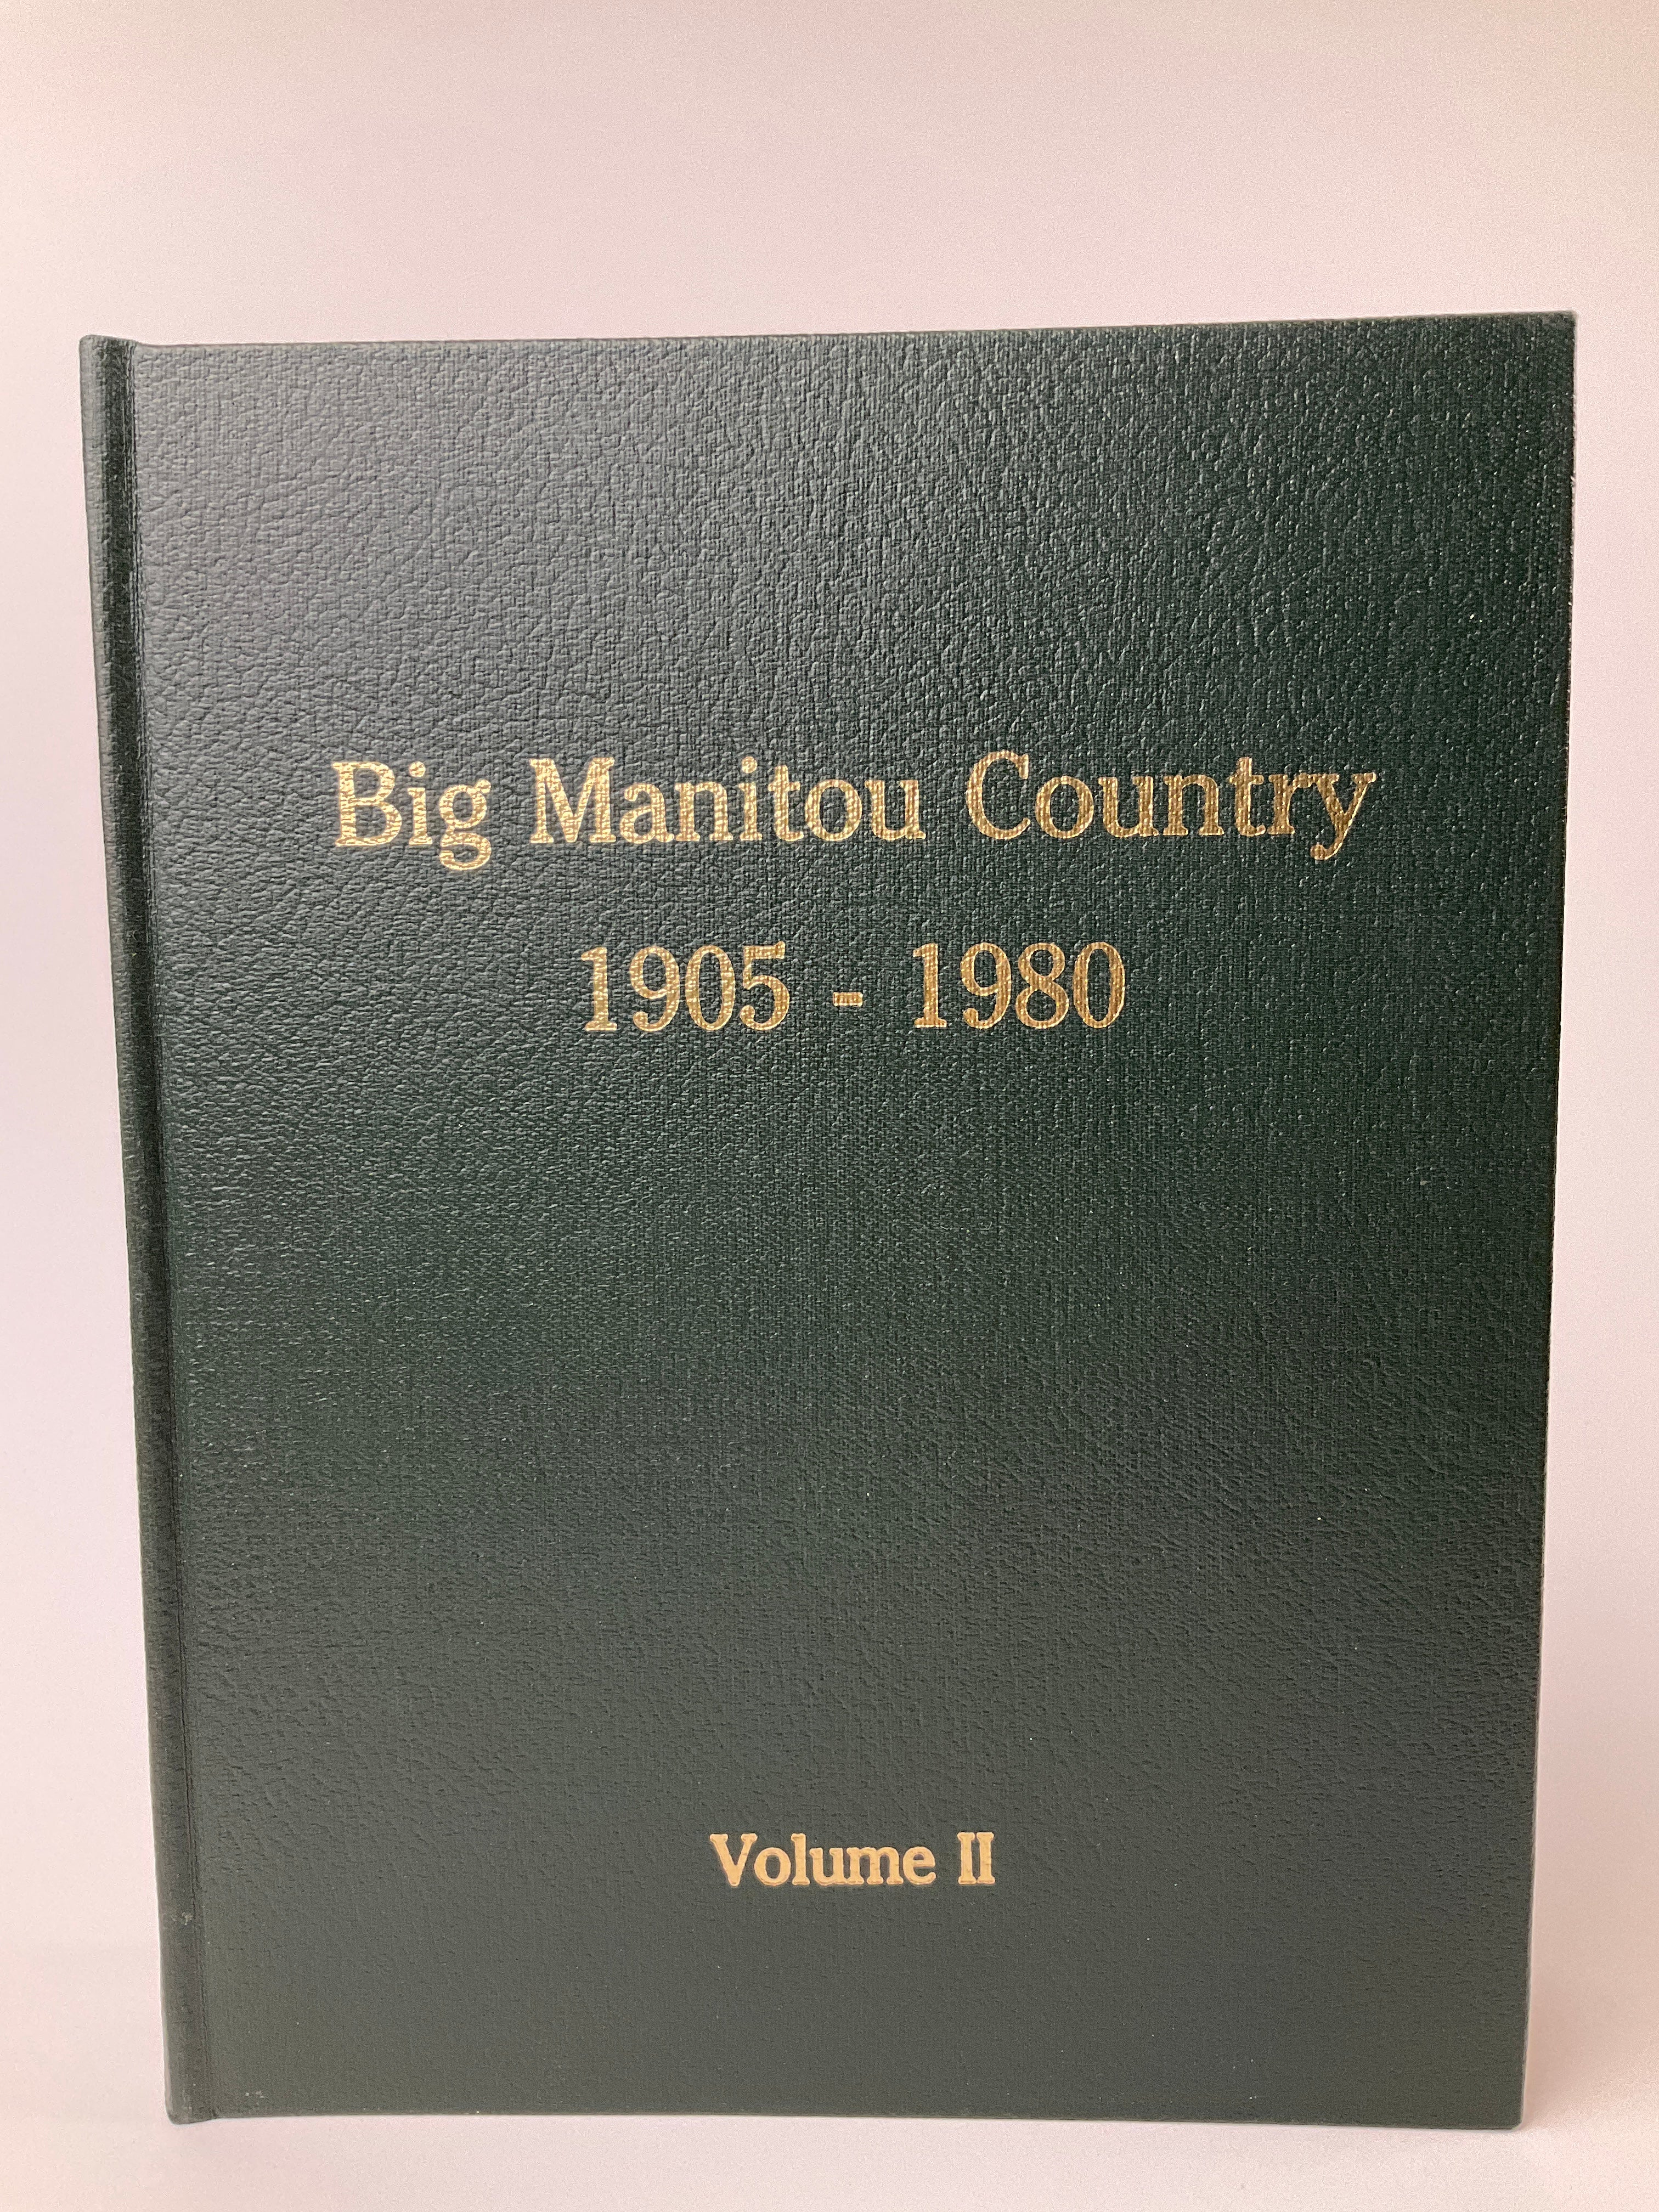 Big Manitou Country
1905 - 1980
Volume II